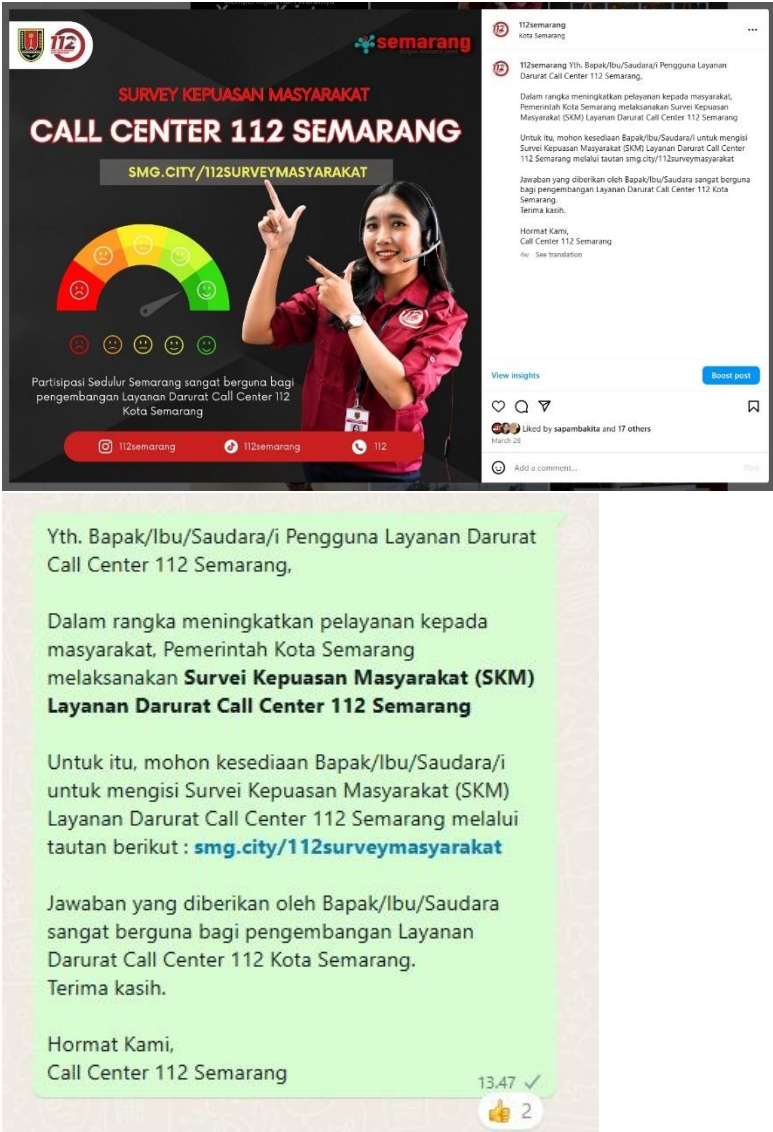 112
semarang
SURVEY KEPUASAN MASYARAKAT
CALL CENTER 112 SEMARANG
SMG.CITY/112SURVEYMASYARAKAT
Partisipasi Sedulur Semarang sangat berguna bagi
pengembangan Layanan Darurat Call Center 112
Kota Semarang
112semarang
112semarang
112
112semarang
Kota Semarang
112semarang Yth. Bapak/Ibu/Saudara/i Pengguna Layanan
Darurat Call Center 112 Semarang,
Dalam rangka meningkatkan pelayanan kepada masyarakat,
Pemerintah Kota Semarang melaksanakan Survei Kepuasan
Masyarakat (SKM) Layanan Darurat Call Center 112 Semarang
Untuk itu, mohon kesediaan Bapak/Ibu/Saudara/i untuk mengisi
Survei Kepuasan Masyarakat (SKM) Layanan Darurat Call Center
112 Semarang melalui tautan smg.city/112surveymasyarakat
Jawaban yang diberikan oleh Bapak/Ibu/Saudara sangat berguna
bagi pengembangan Layanan Darurat Call Center 112 Kota
Semarang.
Terima kasih.
Hormat Kami,
Call Center 112 Semarang
4w See translation
View insights
Boost post
Liked by sapambakita and 17 others
March 28
Add a comment...
Post
Yth. Bapak/Ibu/Saudara/i Pengguna Layanan Darurat
Call Center 112 Semarang,
Dalam rangka meningkatkan pelayanan kepada
masyarakat, Pemerintah Kota Semarang
melaksanakan Survei Kepuasan Masyarakat (SKM)
Layanan Darurat Call Center 112 Semarang
Untuk itu, mohon kesediaan Bapak/Ibu/Saudara/i
untuk mengisi Survei Kepuasan Masyarakat (SKM)
Layanan Darurat Call Center 112 Semarang melalui
tautan berikut : smg.city/112surveymasyarakat
Jawaban yang diberikan oleh Bapak/Ibu/Saudara
sangat berguna bagi pengembangan Layanan
Darurat Call Center 112 Kota Semarang.
Terima kasih.
Hormat Kami,
Call Center 112 Semarang
13.47
2